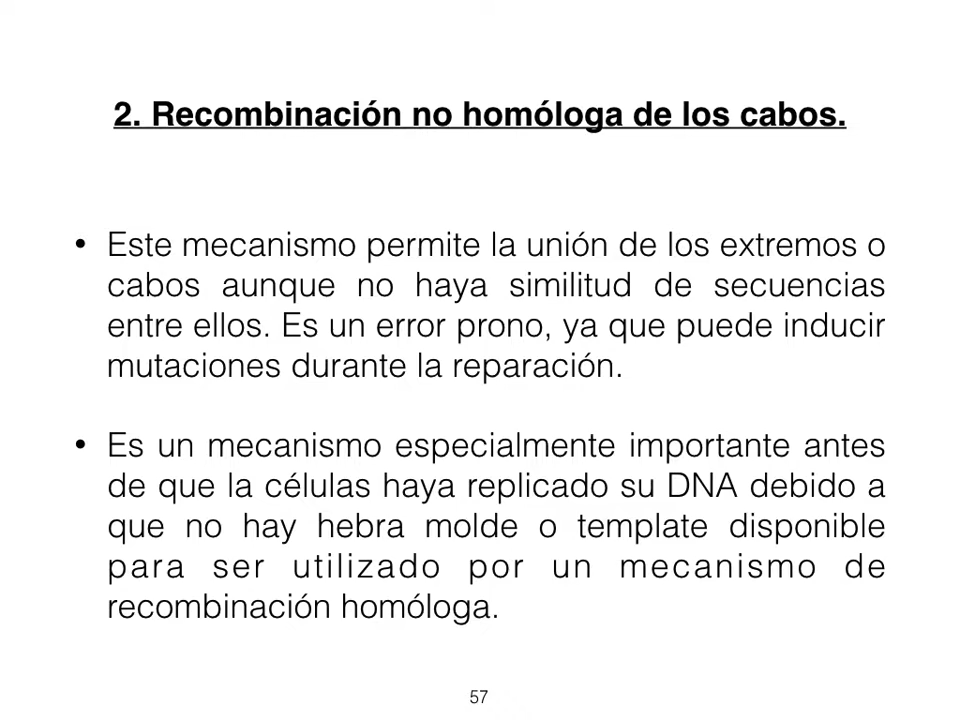 2. Recombinación no homóloga de los cabos.
• Este mecanismo permite la unión de los extremos o
cabos aunque no haya similitud de secuencias
entre ellos. Es un error prono, ya que puede inducir
mutaciones durante la reparación.
• Es un mecanismo especialmente importante antes
de que la células haya replicado su DNA debido a
que no hay hebra molde o template disponible
para ser utilizado por un mecanismo de
recombinación homóloga.
57